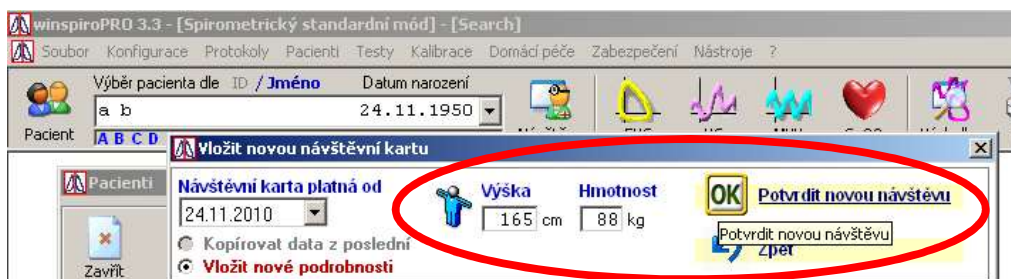 winspiroPRO 3.3 - [Spirometrický standardní mód] - [Search]
Soubor Konfigurace Protokoly Pacienti Testy Kalibrace Domácí péče Zabezpečení Nástroje ?
Výběr pacienta dle ID / Jméno Datum narození
a b 24.11.1950
Pacient A B C D
Vložit novou návštěvní kartu
Pacienti
Návštěvní karta platná od Výška Hmotnost OK Potvrdit novou návštěvu
24.11.2010 165 cm 88 kg
Potvrdit novou návštěvu
Kopírovat data z poslední Zpět
Zavřít Vložit nové podrobnosti